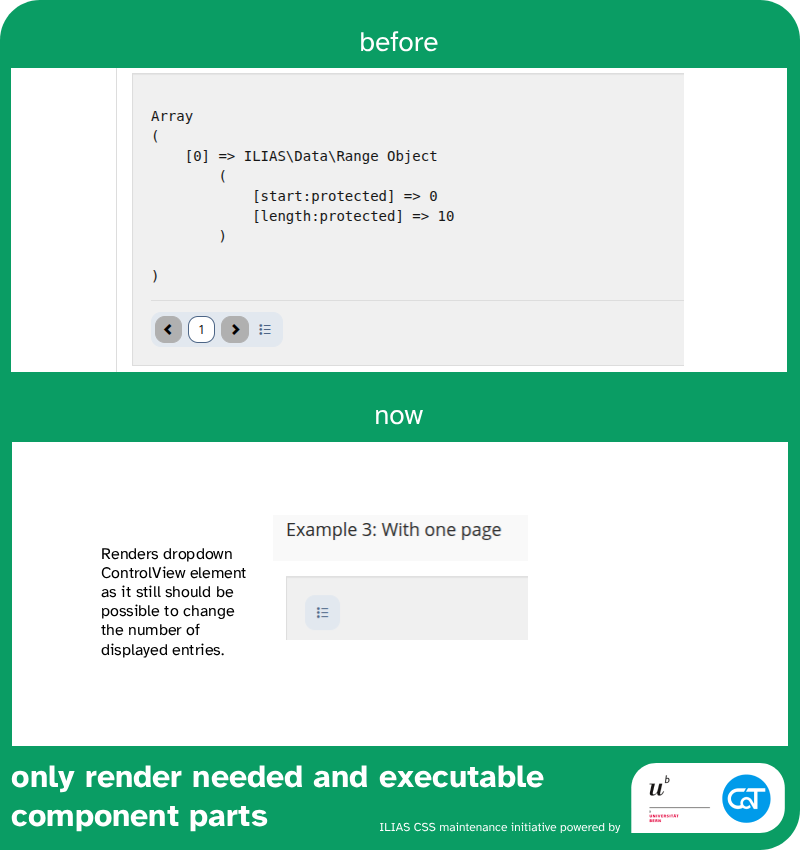 before
Array
(
[0] => ILIAS\Data\Range Object
(
[start:protected] => 0
[length:protected] => 10
)
)
1
now
Example 3: With one page
Renders dropdown
ControlView element
as it still should be
possible to change
the number of
displayed entries.
only render needed and executable
component parts
ILIAS CSS maintenance initiative powered by
u b
UNIVERSITÄT
BERN
CaT